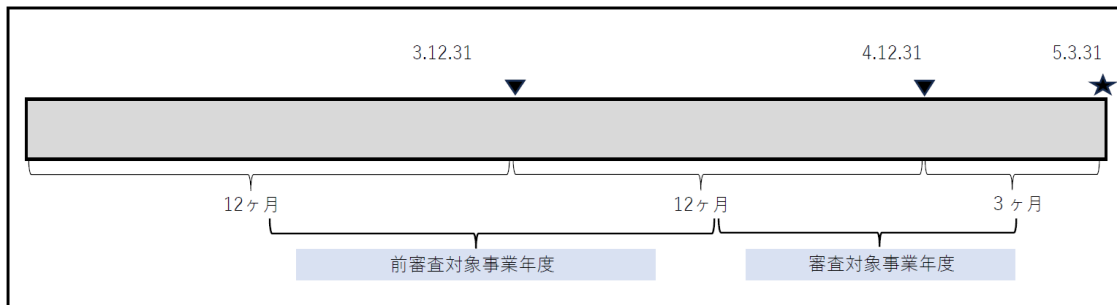 3.12.31
4.12.31
5.3.31
12ヶ月
12ヶ月
3ヶ月
前審査対象事業年度
審査対象事業年度